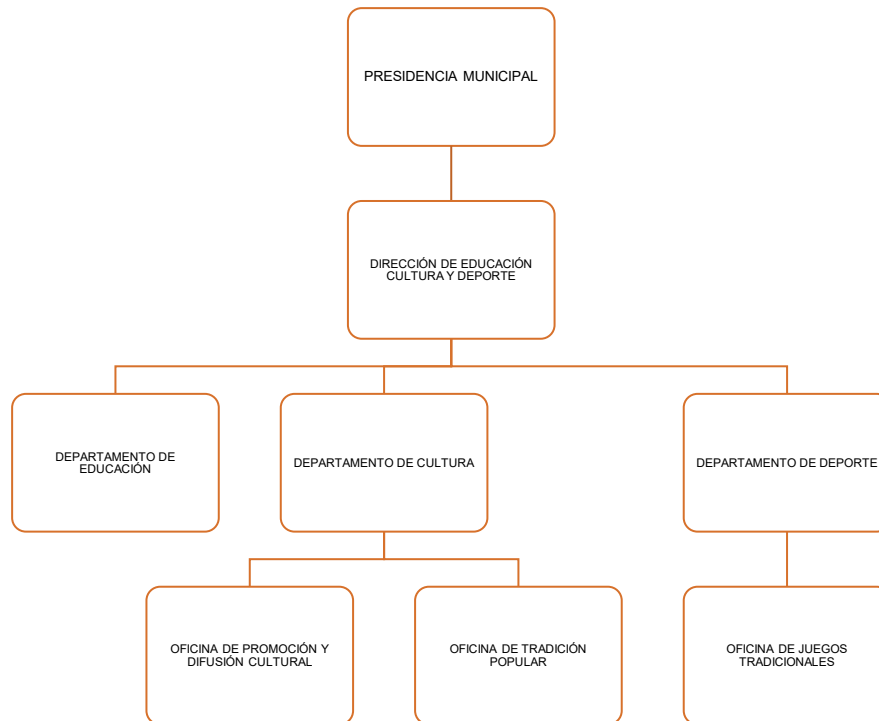 PRESIDENCIA MUNICIPAL
DIRECCIÓN DE EDUCACIÓN
CULTURA Y DEPORTE
DEPARTAMENTO DE
EDUCACIÓN
DEPARTAMENTO DE CULTURA
DEPARTAMENTO DE DEPORTE
OFICINA DE PROMOCIÓN Y
DIFUSIÓN CULTURAL
OFICINA DE TRADICIÓN
POPULAR
OFICINA DE JUEGOS
TRADICIONALES